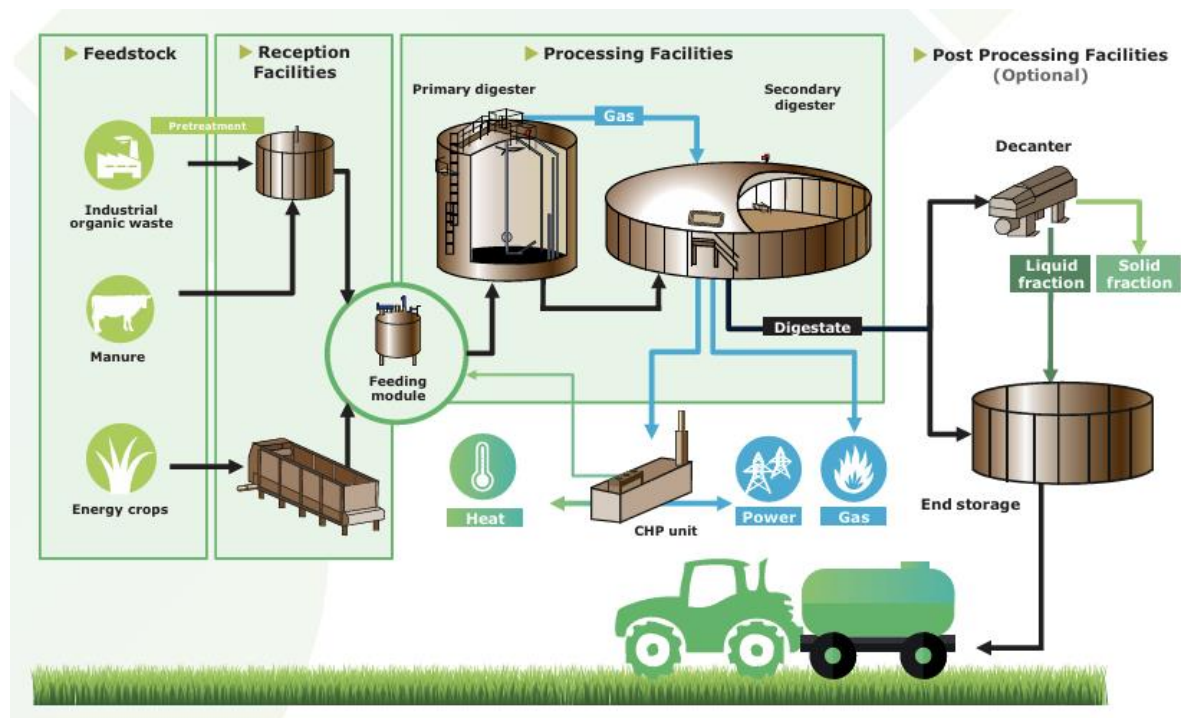 Feedstock
Reception
Facilities
Processing Facilities
Post Processing Facilities
(Optional)
Primary digester
Secondary
digester
Gas
Pretreatment
Industrial
organic waste
Manure
Energy crops
Feeding
module
Decanter
Liquid
fraction
Solid
fraction
Digestate
Heat
CHP unit
Power
Gas
End storage